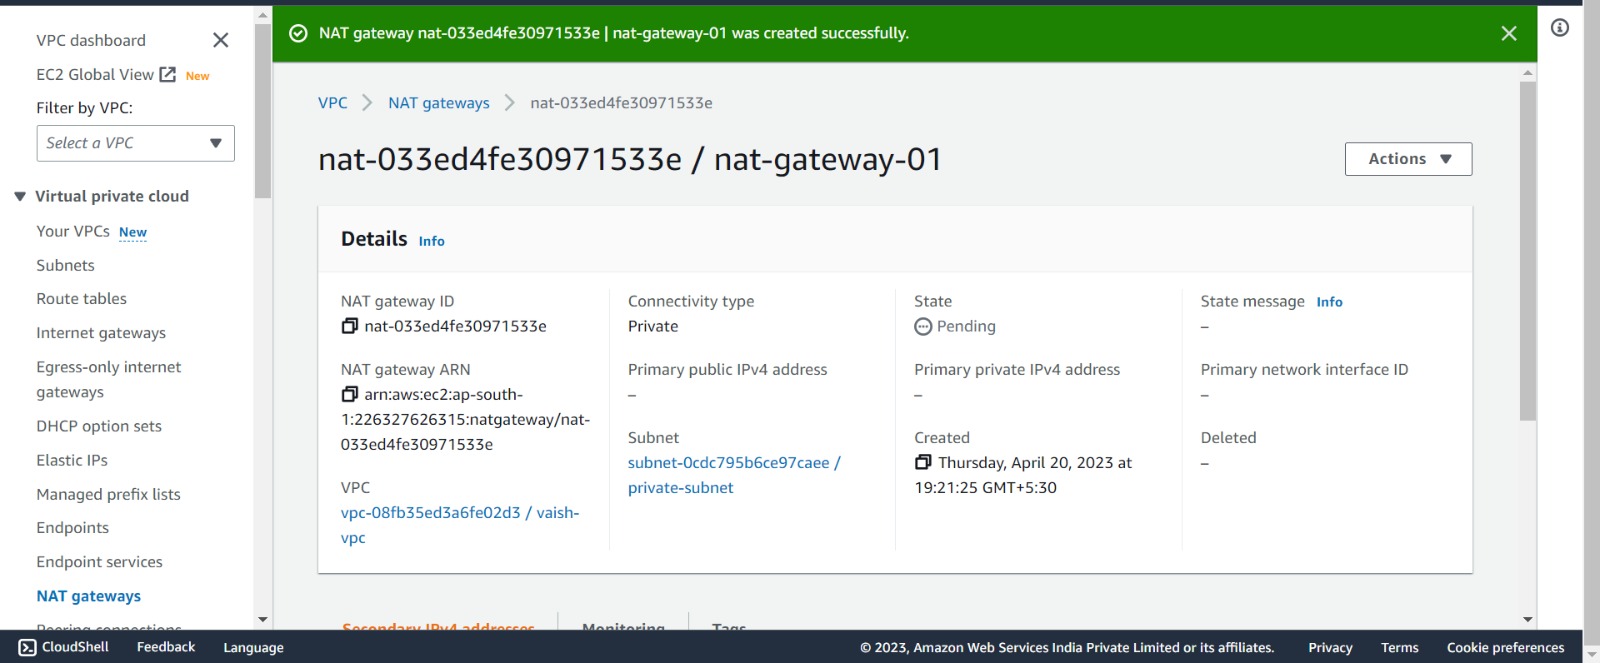 VPC dashboard
EC2 Global View New
Filter by VPC:
Select a VPC
Virtual private cloud
Your VPCs New
Subnets
Route tables
Internet gateways
Egress-only internet
gateways
DHCP option sets
Elastic IPs
Managed prefix lists
Endpoints
Endpoint services
NAT gateways
Peering connections
NAT gateway nat-033ed4fe30971533e | nat-gateway-01 was created successfully.
VPC > NAT gateways > nat-033ed4fe30971533e
nat-033ed4fe30971533e / nat-gateway-01
Actions
Details Info
NAT gateway ID
nat-033ed4fe30971533e
NAT gateway ARN
arn:aws:ec2:ap-south-
1:226327626315:natgateway/nat-
033ed4fe30971533e
VPC
vpc-08fb35ed3a6fe02d3 / vaish-
vpc
Connectivity type
Private
Primary public IPv4 address
–
Subnet
subnet-0cdc795b6ce97caee /
private-subnet
State
Pending
Primary private IPv4 address
–
Created
Thursday, April 20, 2023 at
19:21:25 GMT+5:30
State message Info
–
Primary network interface ID
–
Deleted
–
Secondary IPv4 addresses
Monitoring
Tags
CloudShell
Feedback
Language
© 2023, Amazon Web Services India Private Limited or its affiliates.
Privacy
Terms
Cookie preferences